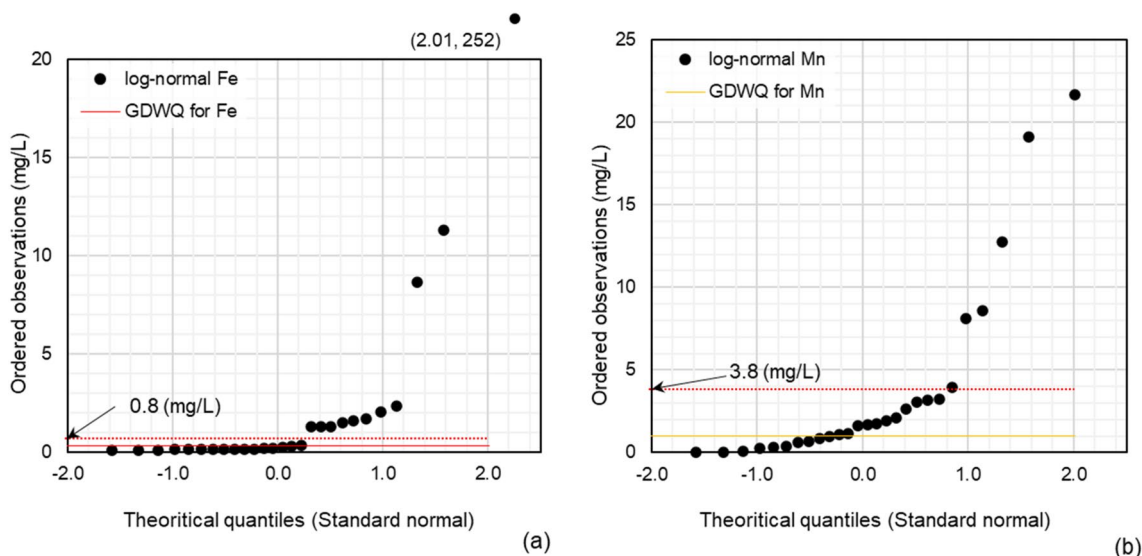 (2.01, 252)
20
15
10
5
0
-2.0 -1.0 0.0 1.0 2.0
Ordered observations (mg/L)
log-normal Fe
GDWQ for Fe
0.8 (mg/L)
Theoritical quantiles (Standard normal)
(a)
25
20
15
10
5
0
-2.0 -1.0 0.0 1.0 2.0
Ordered observations (mg/L)
log-normal Mn
GDWQ for Mn
3.8 (mg/L)
Theoritical quantiles (Standard normal)
(b)